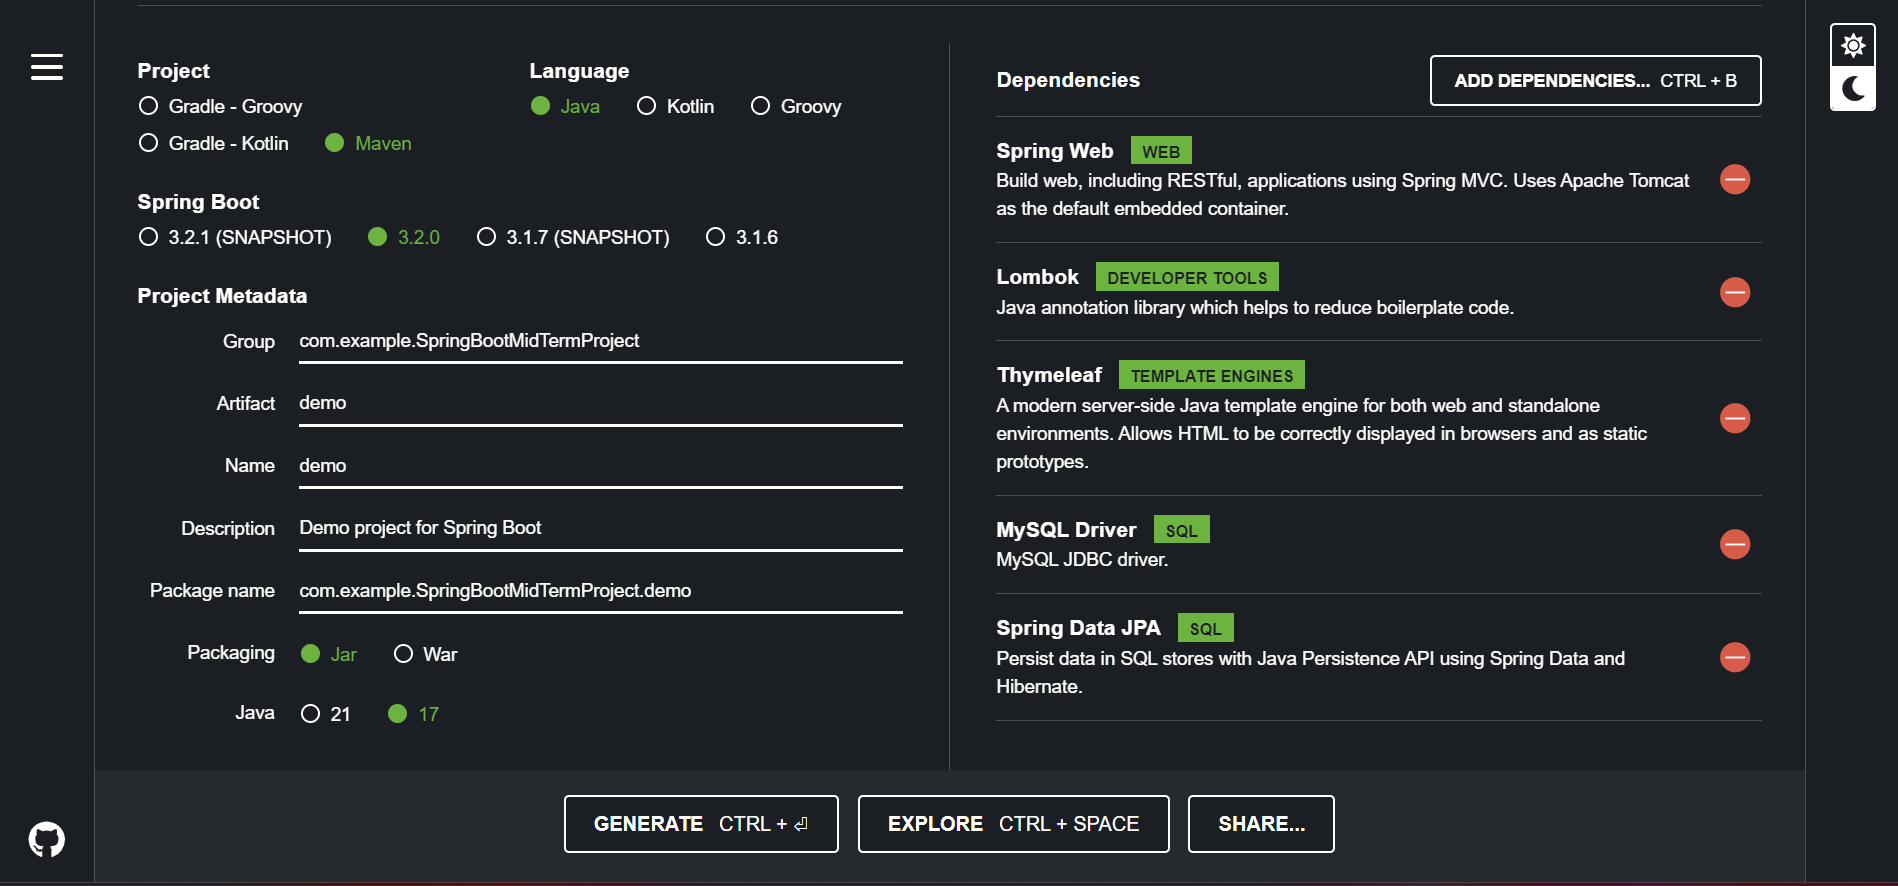 Project
Gradle - Groovy
Gradle - Kotlin Maven
Language
Java Kotlin Groovy
Spring Boot
3.2.1 (SNAPSHOT) 3.2.0 3.1.7 (SNAPSHOT) 3.1.6
Project Metadata
Group com.example.SpringBootMidTermProject
Artifact demo
Name demo
Description Demo project for Spring Boot
Package name com.example.SpringBootMidTermProject.demo
Packaging Jar War
Java 21 17
Dependencies
ADD DEPENDENCIES... CTRL + B
Spring Web WEB
Build web, including RESTful, applications using Spring MVC. Uses Apache Tomcat
as the default embedded container.
Lombok DEVELOPER TOOLS
Java annotation library which helps to reduce boilerplate code.
Thymeleaf TEMPLATE ENGINES
A modern server-side Java template engine for both web and standalone
environments. Allows HTML to be correctly displayed in browsers and as static
prototypes.
MySQL Driver SQL
MySQL JDBC driver.
Spring Data JPA SQL
Persist data in SQL stores with Java Persistence API using Spring Data and
Hibernate.
GENERATE CTRL + ⏎
EXPLORE CTRL + SPACE
SHARE...